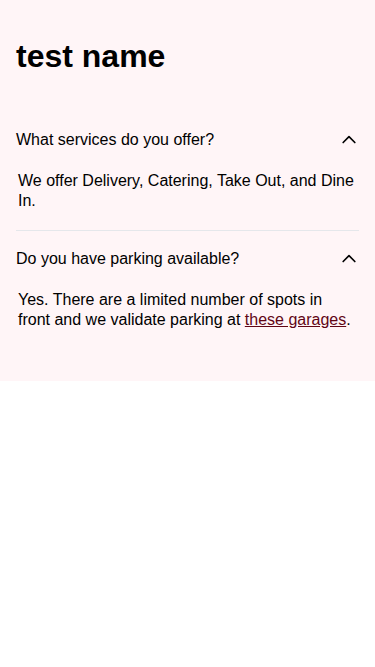 test name
What services do you offer?
We offer Delivery, Catering, Take Out, and Dine
In.
Do you have parking available?
Yes. There are a limited number of spots in
front and we validate parking at these garages.